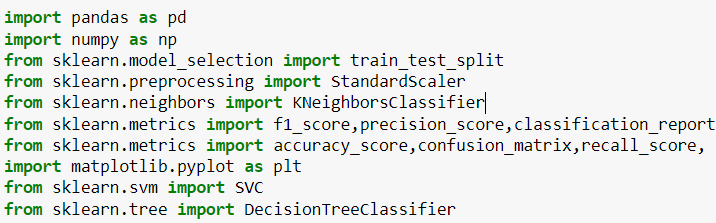 import pandas as pd
import numpy as np
from sklearn.model_selection import train_test_split
from sklearn.preprocessing import StandardScaler
from sklearn.neighbors import KNeighborsClassifier
from sklearn.metrics import f1_score,precision_score,classification_report
from sklearn.metrics import accuracy_score,confusion_matrix,recall_score,
import matplotlib.pyplot as plt
from sklearn.svm import SVC
from sklearn.tree import DecisionTreeClassifier